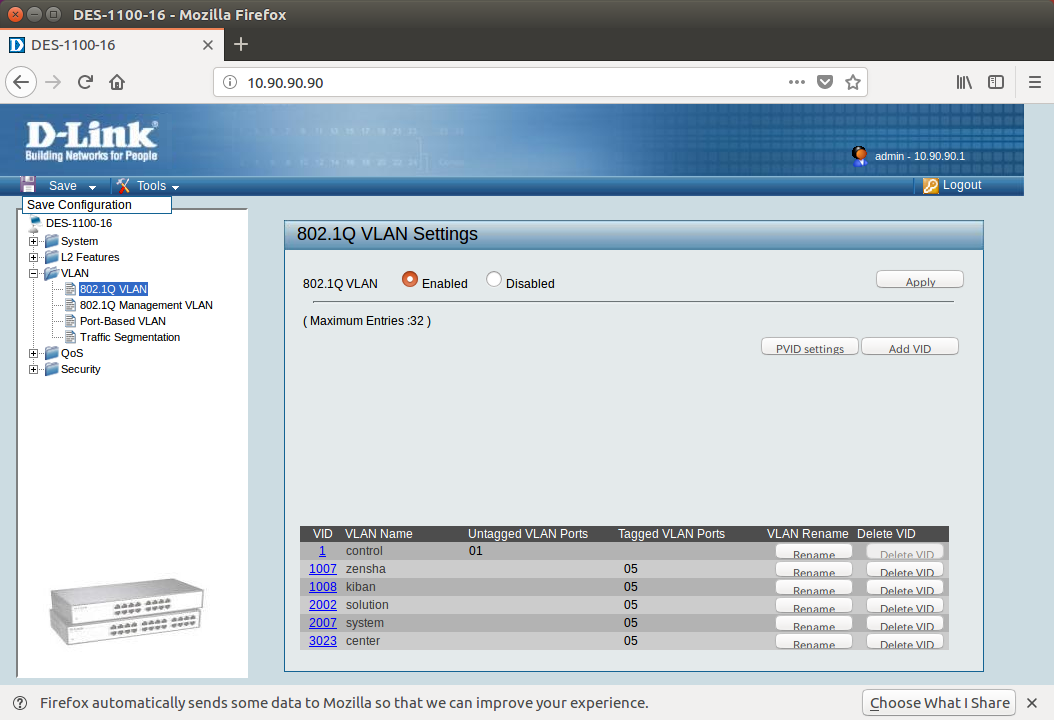 DES-1100-16 - Mozilla Firefox
DES-1100-16
10.90.90.90
D-Link
Building Networks for People
admin - 10.90.90.1
Save Tools Logout
Save Configuration
DES-1100-16
System
L2 Features
VLAN
802.1Q VLAN
802.1Q Management VLAN
Port-Based VLAN
Traffic Segmentation
QoS
Security
802.1Q VLAN Settings
802.1Q VLAN Enabled Disabled Apply
( Maximum Entries :32 )
PVID settings Add VID
VID VLAN Name Untagged VLAN Ports Tagged VLAN Ports VLAN Rename Delete VID
1 control 01 Rename Delete VID
1007 zensha 05 Rename Delete VID
1008 kiban 05 Rename Delete VID
2002 solution 05 Rename Delete VID
2007 system 05 Rename Delete VID
3023 center 05 Rename Delete VID
Firefox automatically sends some data to Mozilla so that we can improve your experience. Choose What I Share